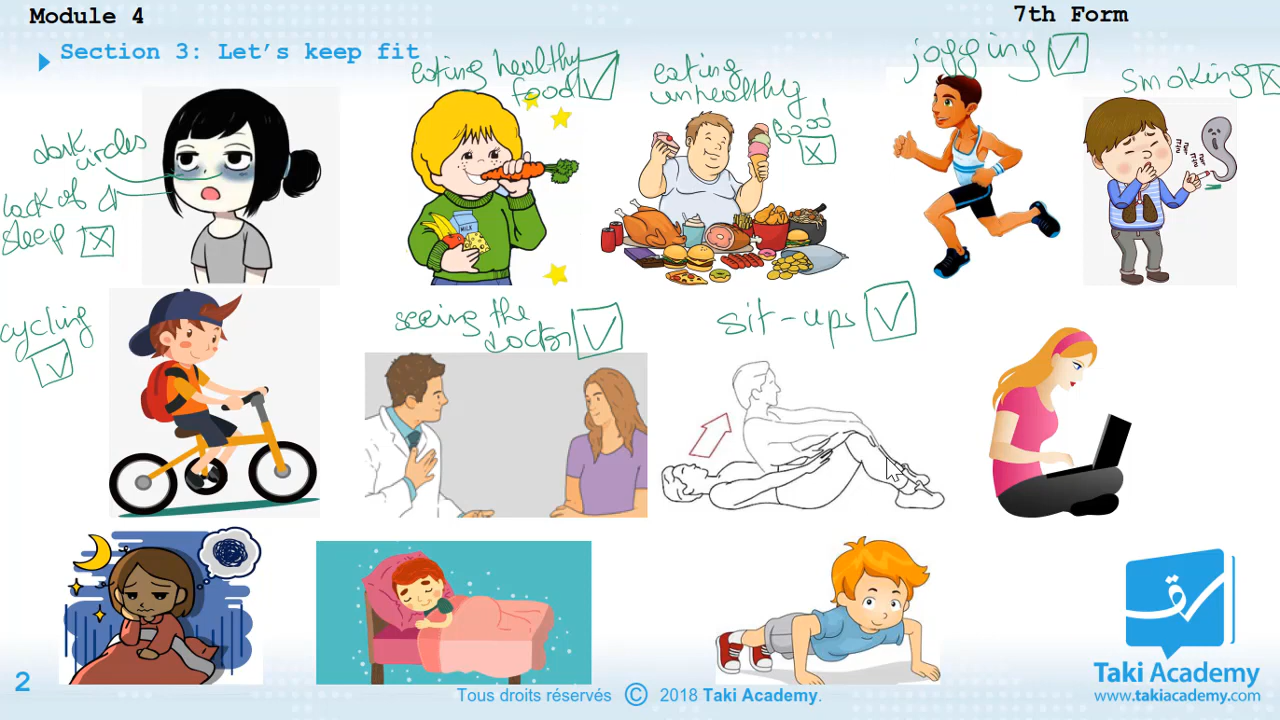 Module 4
7th Form
Section 3: Let's keep fit
eating healthy
food
eating
unhealthy
food
jogging
smoking
dark
circles
lack of
sleep
MILK
cycling
seeing the
doctor
sit-ups
2
Tous droits réservés © 2018 Taki Academy.
Taki Academy
www.takiacademy.com